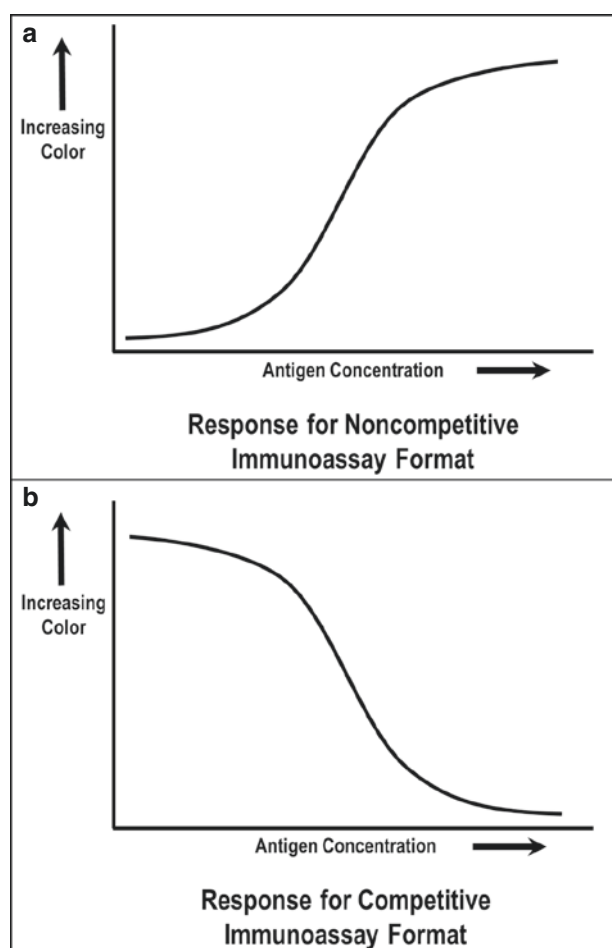 a
Increasing
Color
Antigen Concentration
Response for Noncompetitive
Immunoassay Format
b
Increasing
Color
Antigen Concentration
Response for Competitive
Immunoassay Format